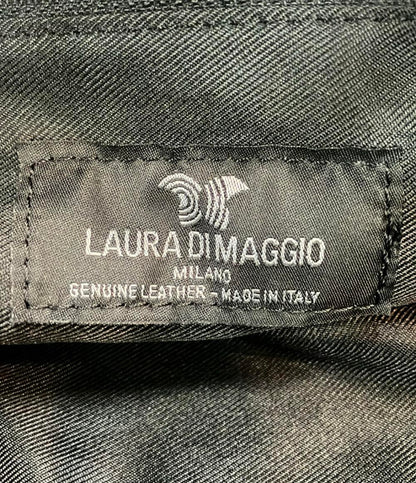 LAURA DI MAGGIO
MILANO
GENUINE LEATHER - MADE IN ITALY